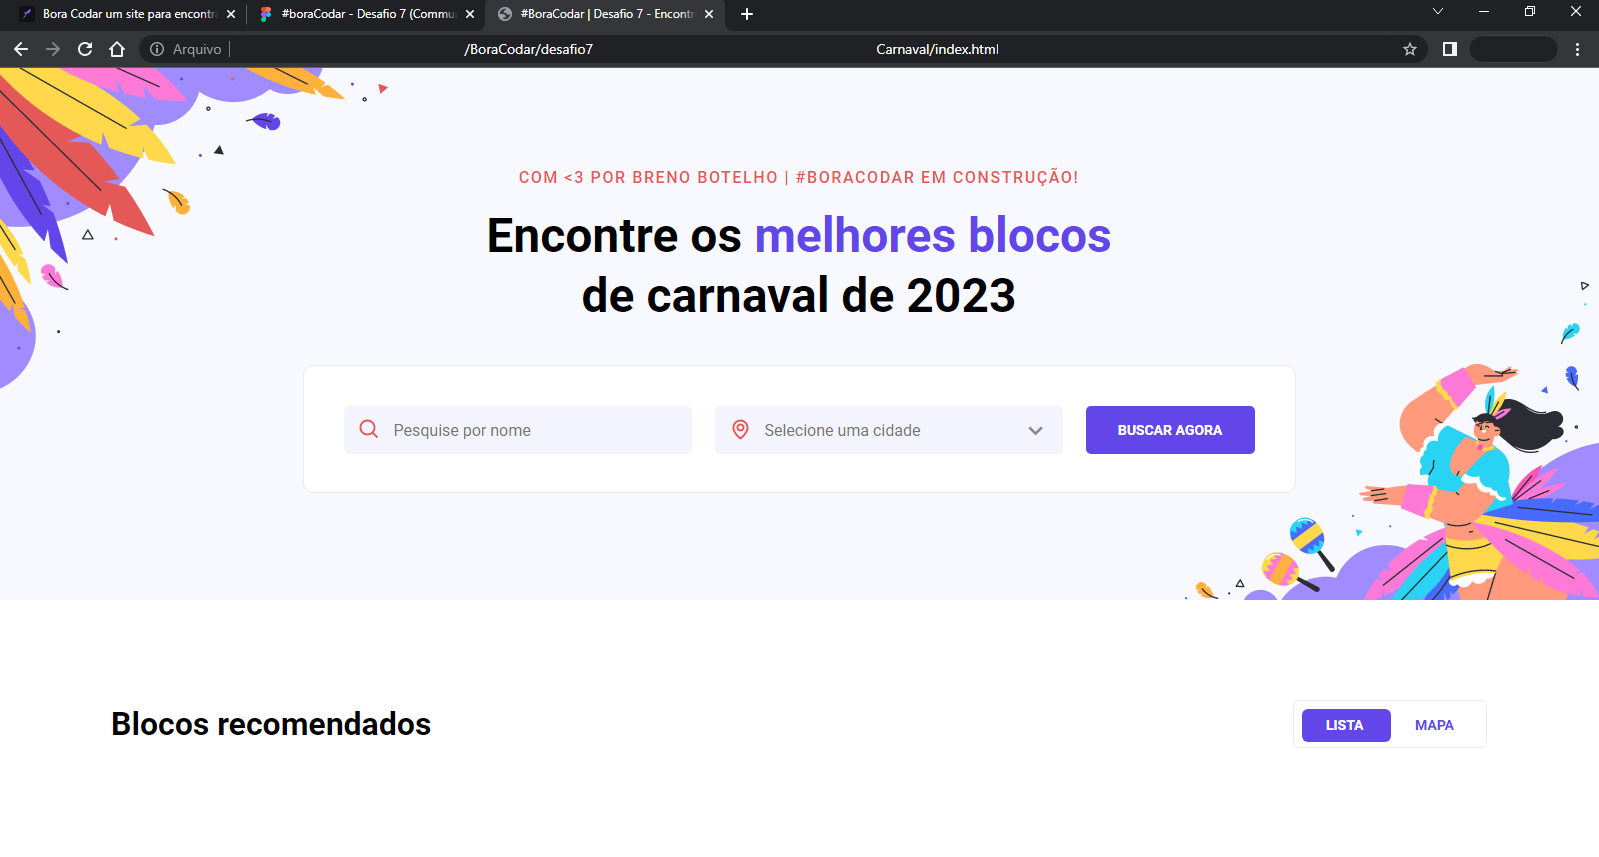 Bora Codar um site para encontr
#boraCodar - Desafio 7 (Commu
#BoraCodar | Desafio 7 - Encontr
Arquivo | /BoraCodar/desafio7 Carnaval/index.html
COM <3 POR BRENO BOTELHO | #BORACODAR EM CONSTRUÇÃO!
Encontre os melhores blocos
de carnaval de 2023
Pesquise por nome
Selecione uma cidade
BUSCAR AGORA
Blocos recomendados
LISTA
MAPA